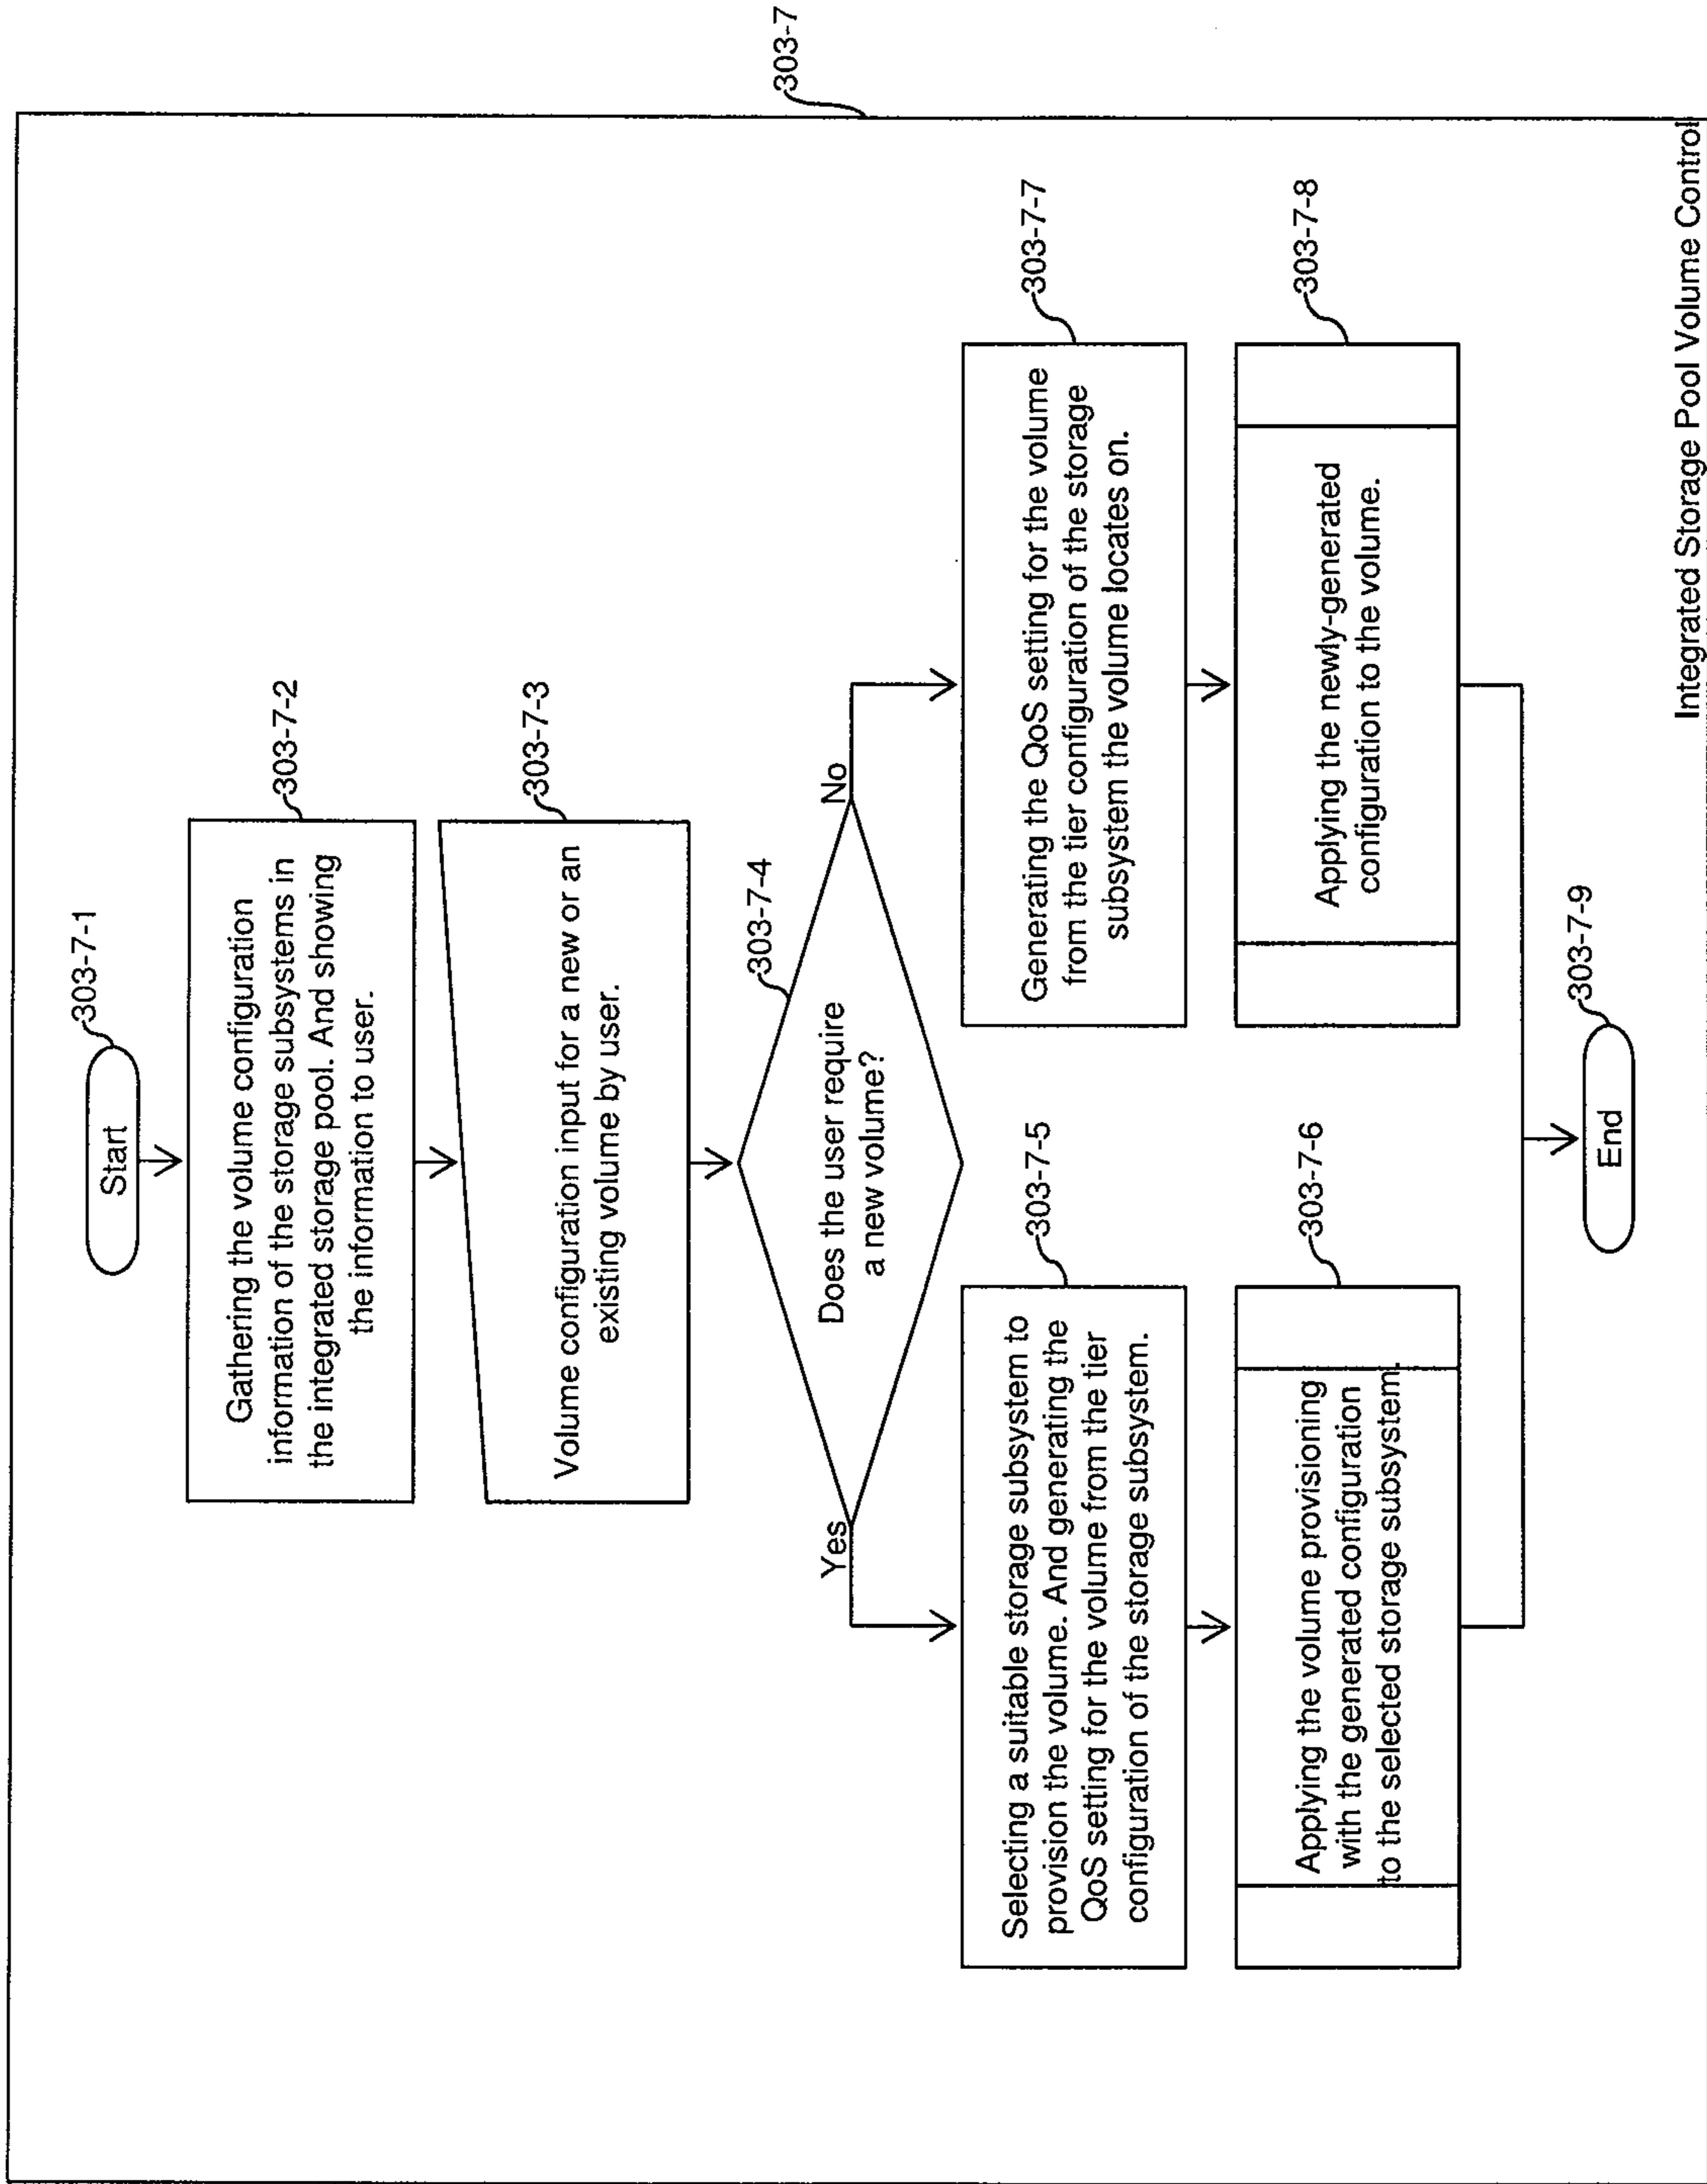 303-7
303-7-1
Start
303-7-2
Gathering the volume configuration
information of the storage subsystems in
the integrated storage pool. And showing
the information to user.
303-7-3
Volume configuration input for a new or an
existing volume by user.
303-7-4
Does the user require
a new volume?
Yes
No
303-7-5
Selecting a suitable storage subsystem to
provision the volume. And generating the
QoS setting for the volume from the tier
configuration of the storage subsystem.
303-7-6
Applying the volume provisioning
with the generated configuration
to the selected storage subsystem.
303-7-7
Generating the QoS setting for the volume
from the tier configuration of the storage
subsystem the volume locates on.
303-7-8
Applying the newly-generated
configuration to the volume.
303-7-9
End
Integrated Storage Pool Volume Control